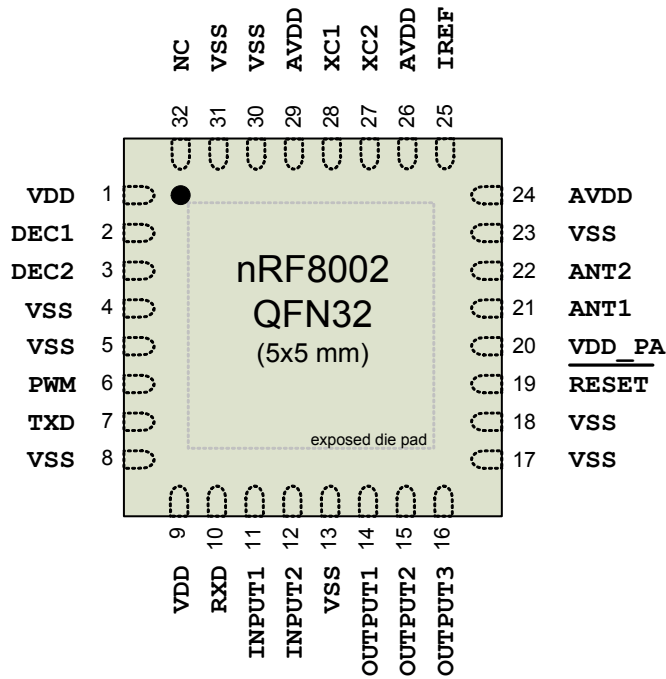 NC VSS VSS AVDD XC1 XC2 AVDD IREF
32 31 30 29 28 27 26 25
VDD 1
DEC1 2
DEC2 3
VSS 4
VSS 5
PWM 6
TXD 7
VSS 8
nRF8002
QFN32
(5x5 mm)
exposed die pad
24 AVDD
23 VSS
22 ANT2
21 ANT1
20 VDD_PA
19 RESET
18 VSS
17 VSS
9 10 11 12 13 14 15 16
VDD RXD INPUT1 INPUT2 VSS OUTPUT1 OUTPUT2 OUTPUT3